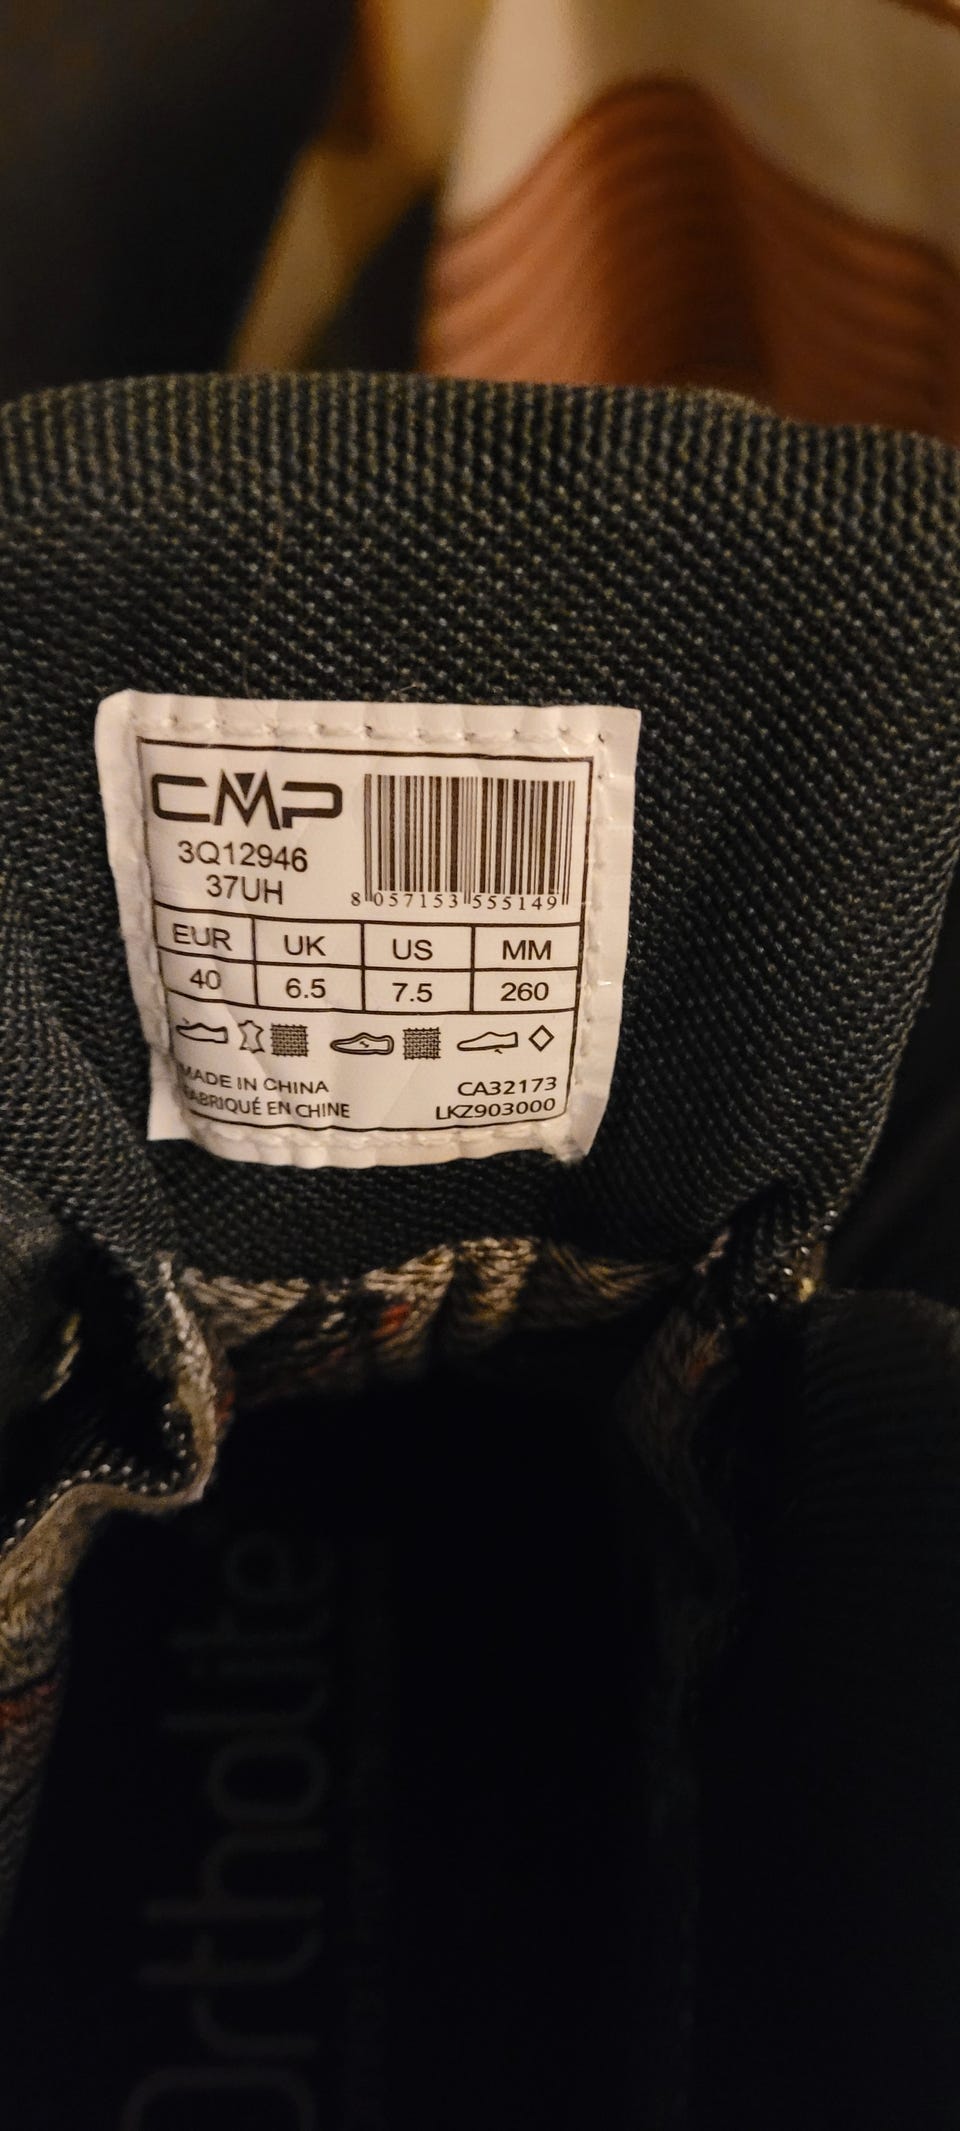 CMP
3Q12946
37UH
8 057153 555149
EUR UK US MM
40 6.5 7.5 260
MADE IN CHINA
FABRIQUÉ EN CHINE
CA32173
LKZ903000
ortholite